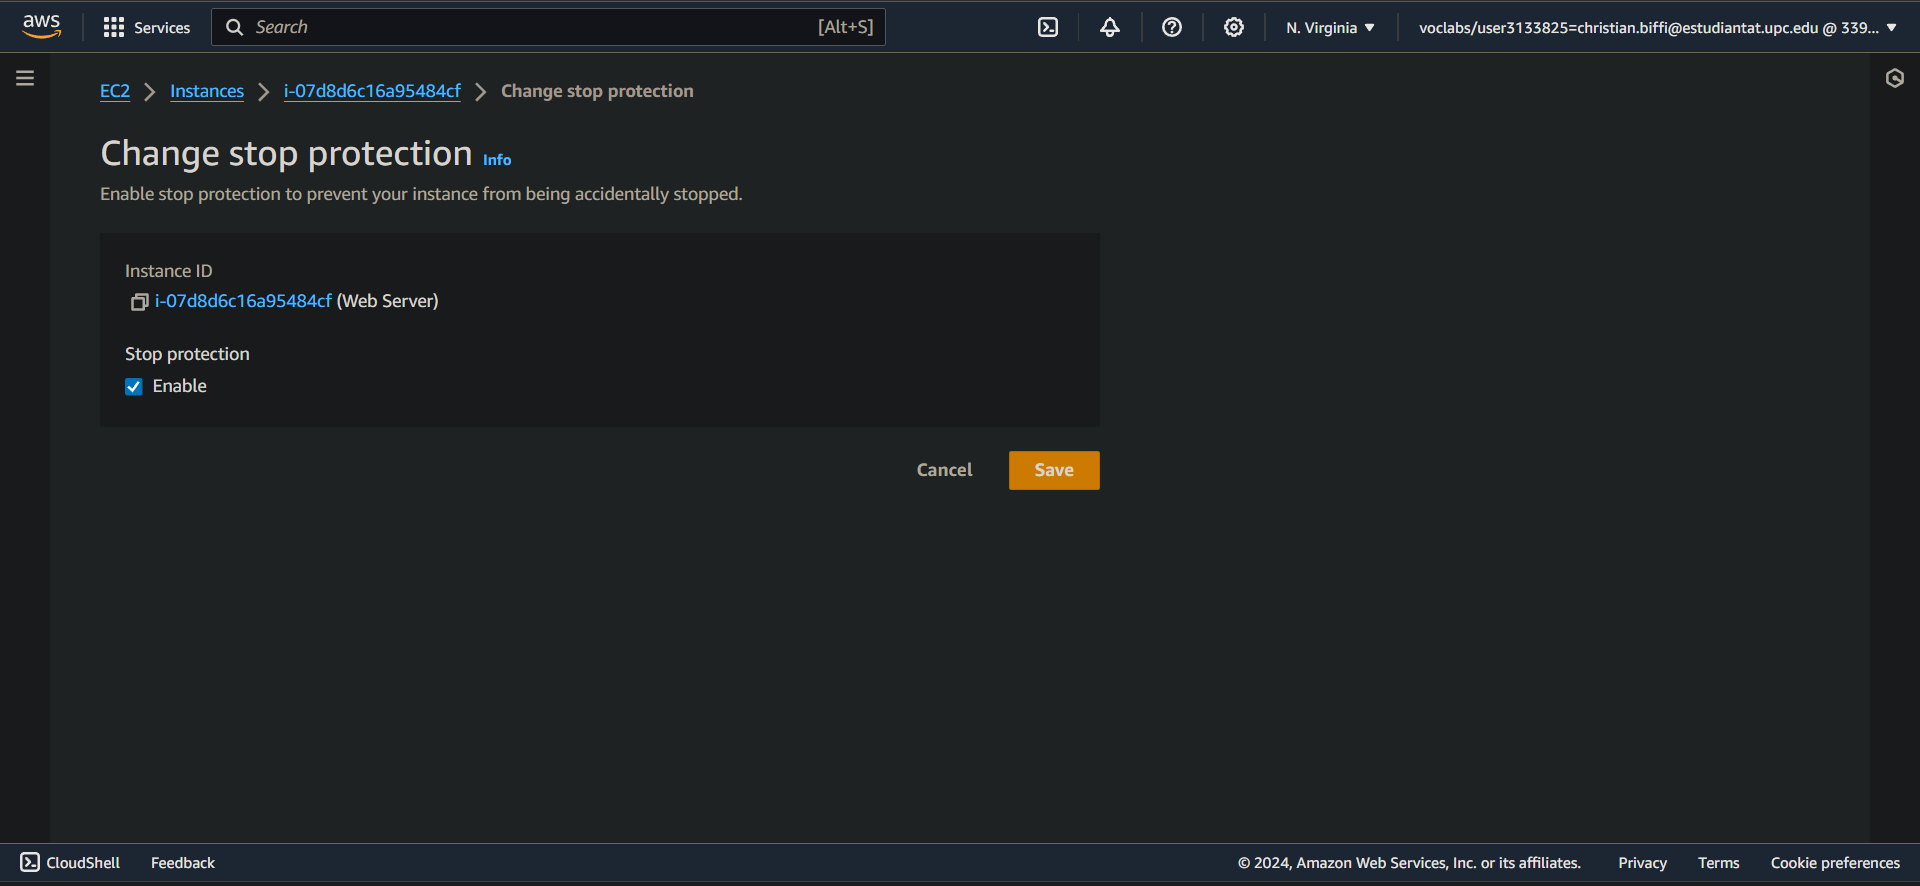 aws
Services
Search
[Alt+S]
N. Virginia
voclabs/user3133825=christian.biffi@estudiantat.upc.edu @ 339...
EC2
Instances
i-07d8d6c16a95484cf
Change stop protection
Change stop protection Info
Enable stop protection to prevent your instance from being accidentally stopped.
Instance ID
i-07d8d6c16a95484cf (Web Server)
Stop protection
Enable
Cancel
Save
CloudShell
Feedback
© 2024, Amazon Web Services, Inc. or its affiliates.
Privacy
Terms
Cookie preferences